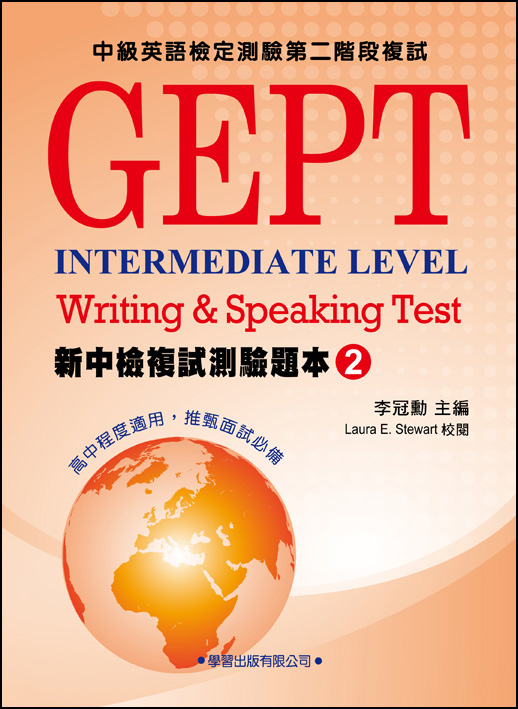 中級英語檢定測驗第二階段複試
GEPT
INTERMEDIATE LEVEL
Writing & Speaking Test
新中檢複試測驗題本2
李冠勳 主編
Laura E. Stewart 校閱
高中程度適用，推甄面試必備
•學習出版有限公司•